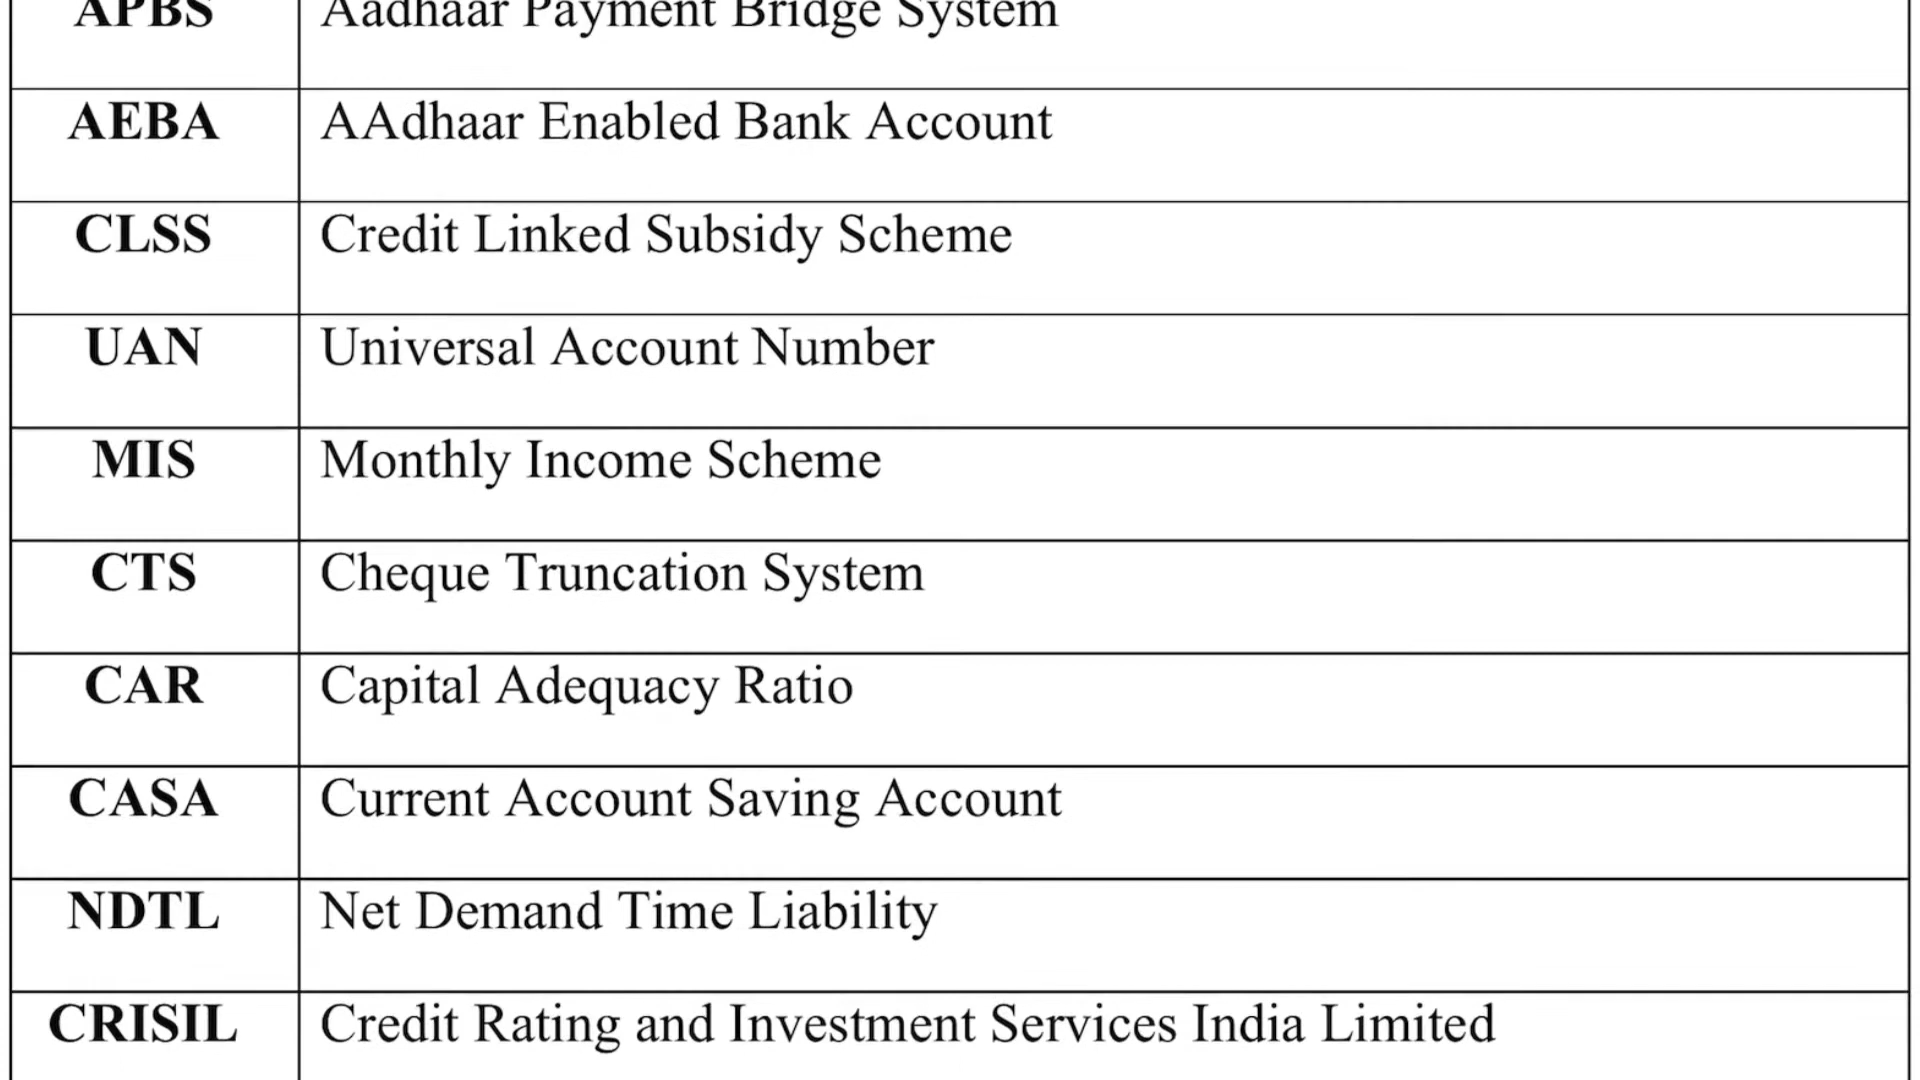 APBS Aadhaar Payment Bridge System
AEBA AAdhaar Enabled Bank Account
CLSS Credit Linked Subsidy Scheme
UAN Universal Account Number
MIS Monthly Income Scheme
CTS Cheque Truncation System
CAR Capital Adequacy Ratio
CASA Current Account Saving Account
NDTL Net Demand Time Liability
CRISIL Credit Rating and Investment Services India Limited